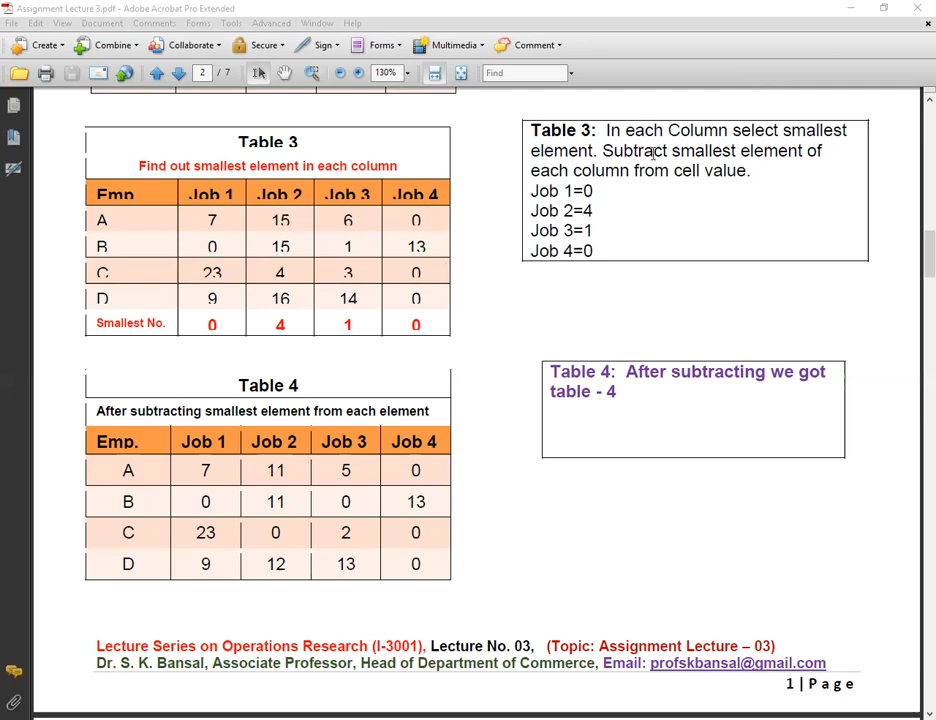 Assignment Lecture 3.pdf - Adobe Acrobat Pro Extended
File Edit View Document Comments Forms Tools Advanced Window Help
Create Combine Collaborate Secure Sign Forms Multimedia Comment
2 / 7 130% Find
Table 3
Find out smallest element in each column
Emp Job 1 Job 2 Job 3 Job 4
A 7 15 6 0
B 0 15 1 13
C 23 4 3 0
D 9 16 14 0
Smallest No. 0 4 1 0
Table 3: In each Column select smallest
element. Subtract smallest element of
each column from cell value.
Job 1=0
Job 2=4
Job 3=1
Job 4=0
Table 4
After subtracting smallest element from each element
Emp. Job 1 Job 2 Job 3 Job 4
A 7 11 5 0
B 0 11 0 13
C 23 0 2 0
D 9 12 13 0
Table 4: After subtracting we got
table - 4
Lecture Series on Operations Research (I-3001), Lecture No. 03, (Topic: Assignment Lecture – 03)
Dr. S. K. Bansal, Associate Professor, Head of Department of Commerce, Email: profskbansal@gmail.com
1 | P a g e